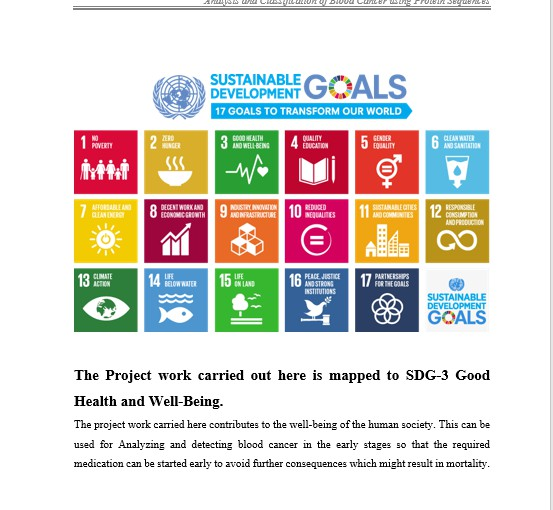 Analysis and Classification of Blood Cancer using Protein Sequences
SUSTAINABLE
DEVELOPMENT
GOALS
17 GOALS TO TRANSFORM OUR WORLD
1 NO
POVERTY
2 ZERO
HUNGER
3 GOOD HEALTH
AND WELL-BEING
4 QUALITY
EDUCATION
5 GENDER
EQUALITY
6 CLEAN WATER
AND SANITATION
7 AFFORDABLE AND
CLEAN ENERGY
8 DECENT WORK AND
ECONOMIC GROWTH
9 INDUSTRY, INNOVATION
AND INFRASTRUCTURE
10 REDUCED
INEQUALITIES
11 SUSTAINABLE CITIES
AND COMMUNITIES
12 RESPONSIBLE
CONSUMPTION
AND PRODUCTION
13 CLIMATE
ACTION
14 LIFE
BELOW WATER
15 LIFE
ON LAND
16 PEACE, JUSTICE
AND STRONG
INSTITUTIONS
17 PARTNERSHIPS
FOR THE GOALS
SUSTAINABLE
DEVELOPMENT
GOALS
The Project work carried out here is mapped to SDG-3 Good
Health and Well-Being.
The project work carried here contributes to the well-being of the human society. This can be
used for Analyzing and detecting blood cancer in the early stages so that the required
medication can be started early to avoid further consequences which might result in mortality.